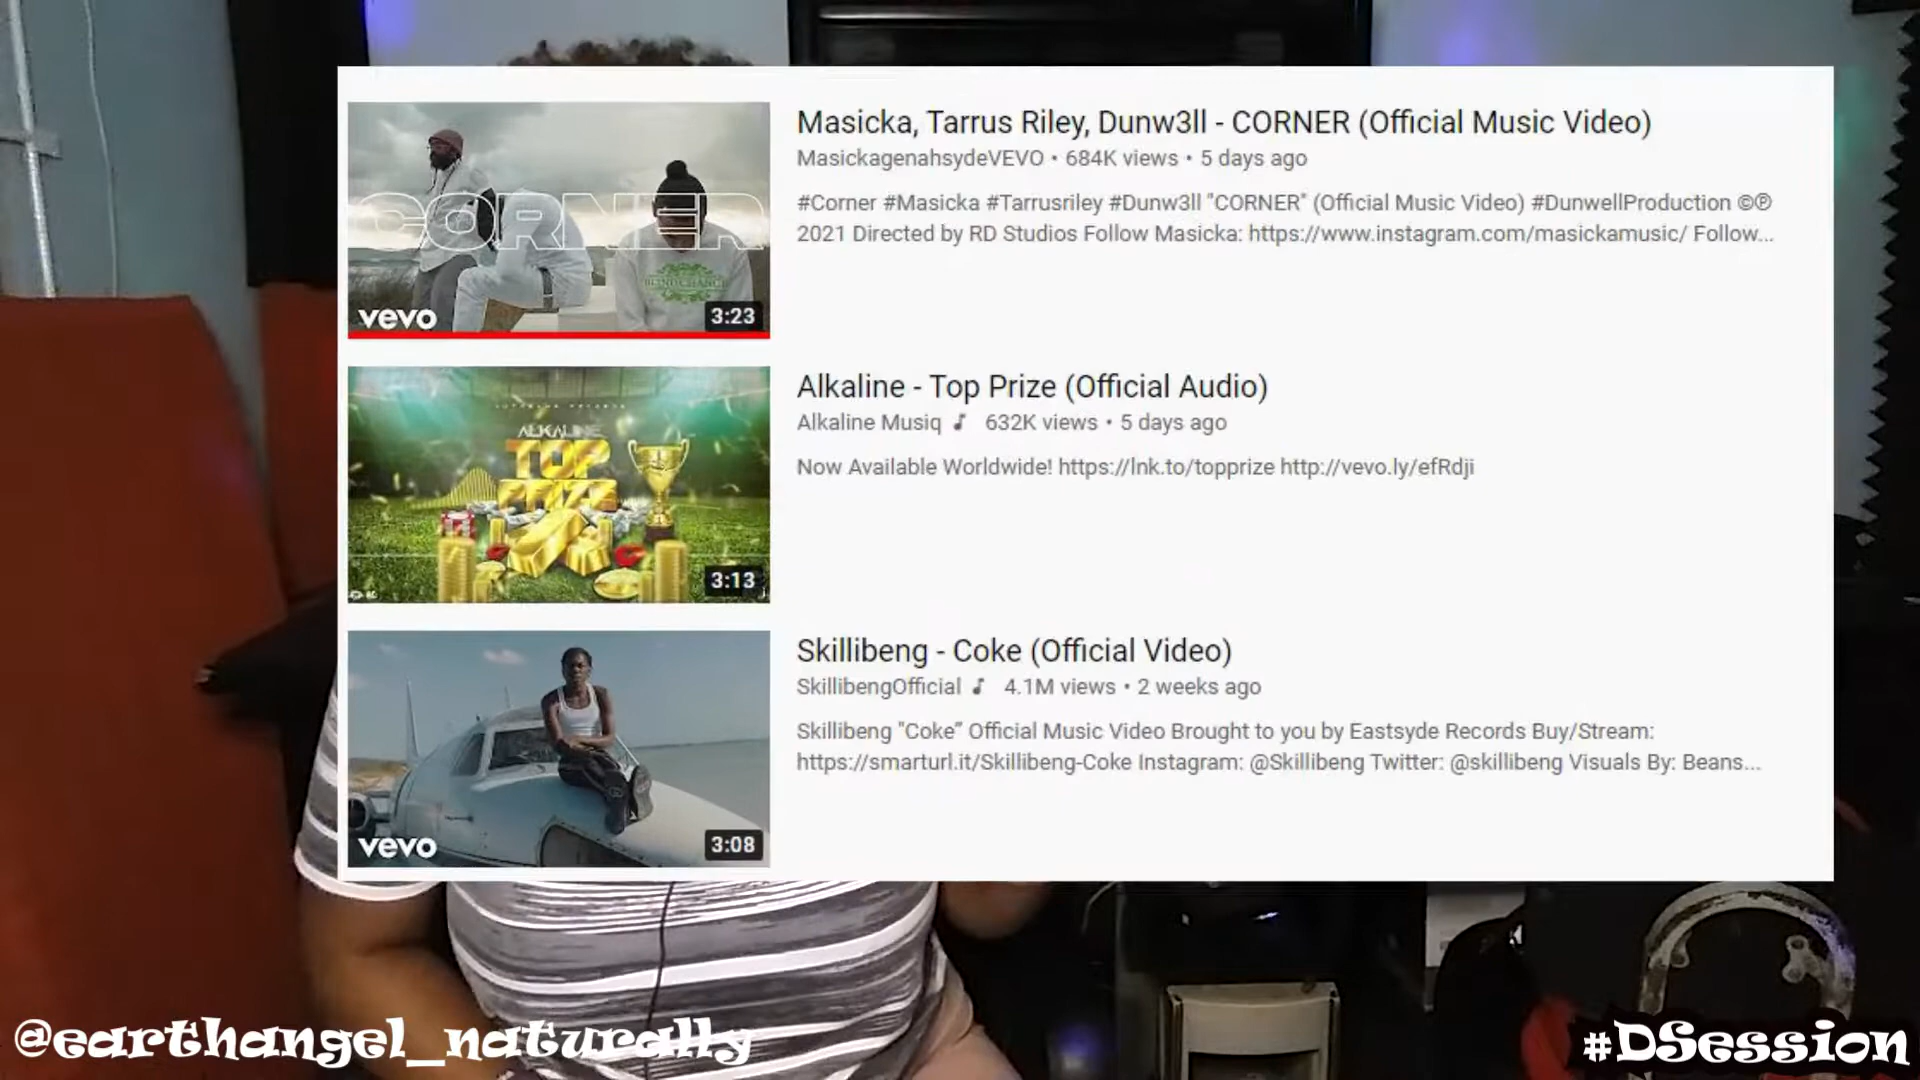 Masicka, Tarrus Riley, Dunw3ll - CORNER (Official Music Video)
MasickagenahsydeVEVO • 684K views • 5 days ago
#Corner #Masicka #Tarrusriley #Dunw3ll "CORNER" (Official Music Video) #DunwellProduction ©℗
2021 Directed by RD Studios Follow Masicka: https://www.instagram.com/masickamusic/ Follow...
CORNER
vevo
3:23
Alkaline - Top Prize (Official Audio)
Alkaline Musiq 632K views • 5 days ago
Now Available Worldwide! https://lnk.to/topprize http://vevo.ly/efRdji
ALKALINE
TOP
PRIZE
3:13
Skillibeng - Coke (Official Video)
SkillibengOfficial 4.1M views • 2 weeks ago
Skillibeng "Coke” Official Music Video Brought to you by Eastsyde Records Buy/Stream:
https://smarturl.it/Skillibeng-Coke Instagram: @Skillibeng Twitter: @skillibeng Visuals By: Beans...
vevo
3:08
@earthangel_naturally
#DSession